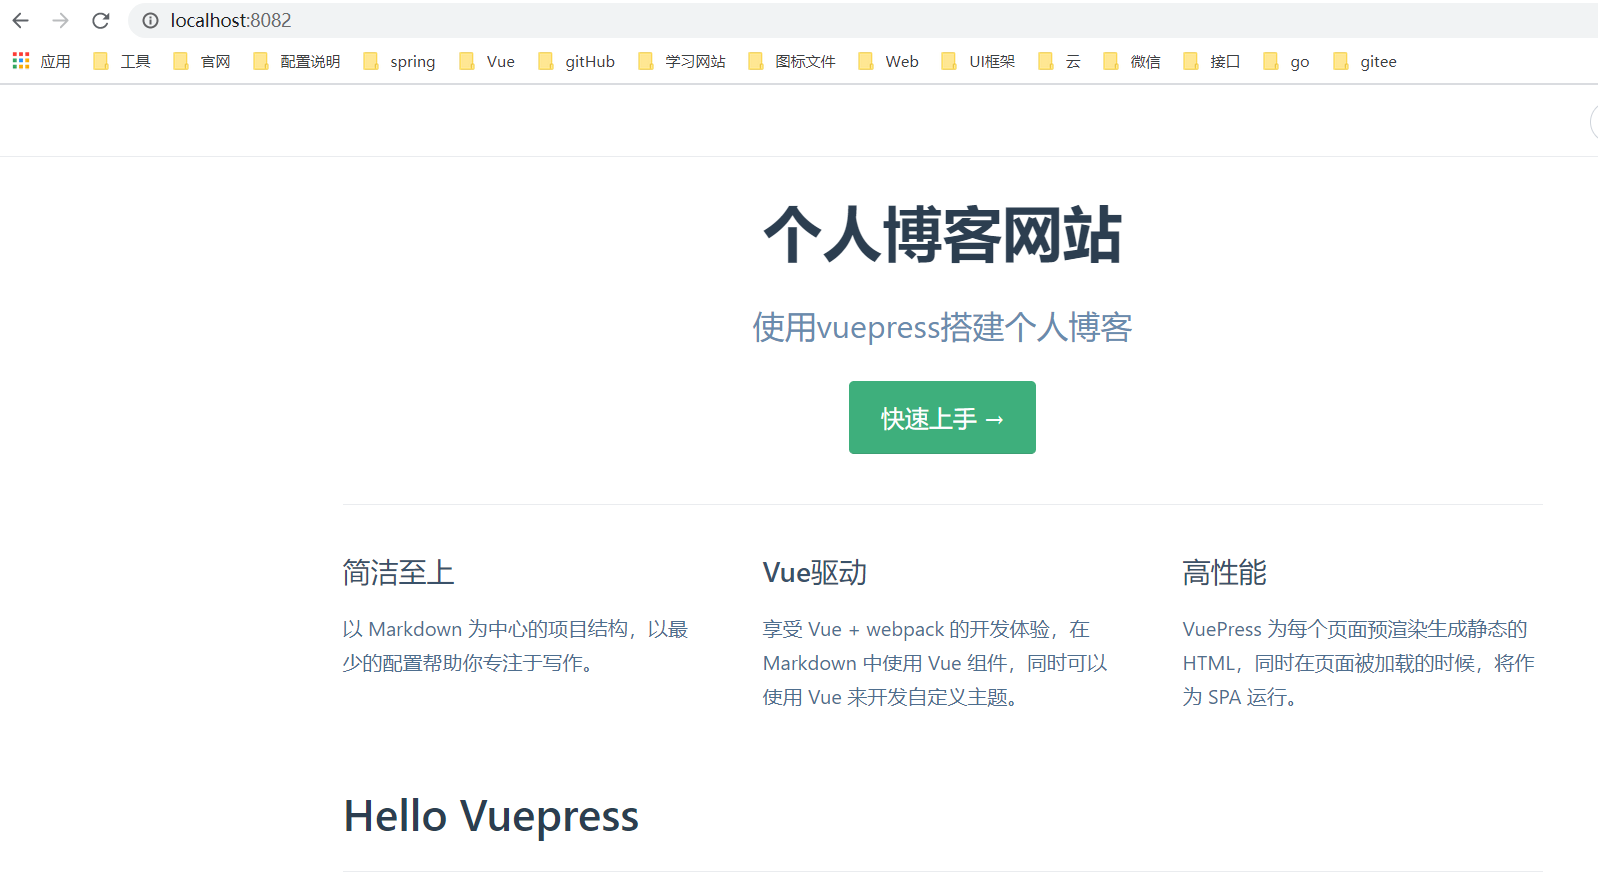 localhost:8082
应用 工具 官网 配置说明 spring Vue gitHub 学习网站 图标文件 Web UI框架 云 微信 接口 go gitee
个人博客网站
使用vuepress搭建个人博客
快速上手 →
简洁至上
以 Markdown 为中心的项目结构，以最
少的配置帮助你专注于写作。
Vue驱动
享受 Vue + webpack 的开发体验，在
Markdown 中使用 Vue 组件，同时可以
使用 Vue 来开发自定义主题。
高性能
VuePress 为每个页面预渲染生成静态的
HTML，同时在页面被加载的时候，将作
为 SPA 运行。
Hello Vuepress